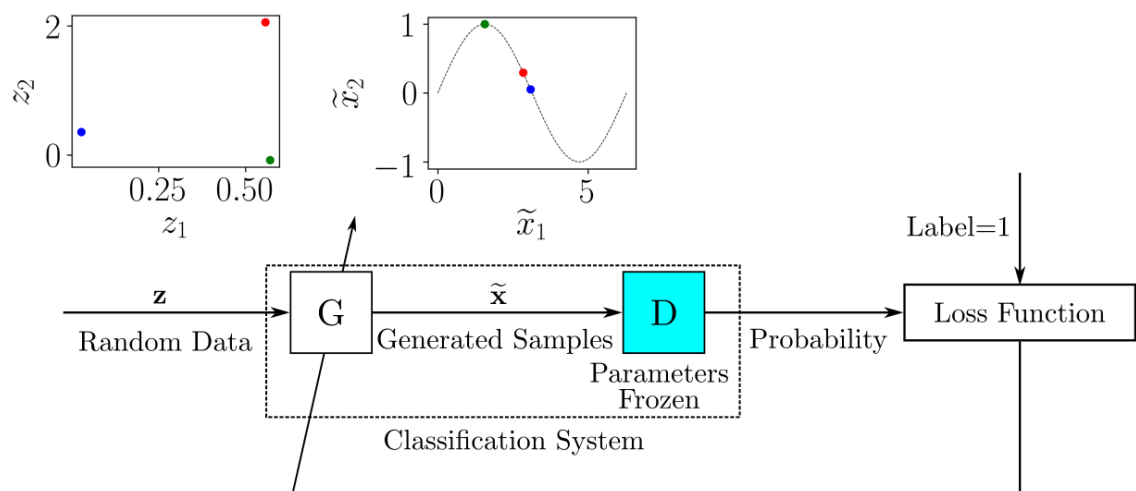 2
0
z₂
0.25
0.50
z₁
1
0
−1
x̃₂
0
5
x̃₁
Label=1
z
Random Data
G
x̃
Generated Samples
D
Parameters
Frozen
Probability
Loss Function
Classification System